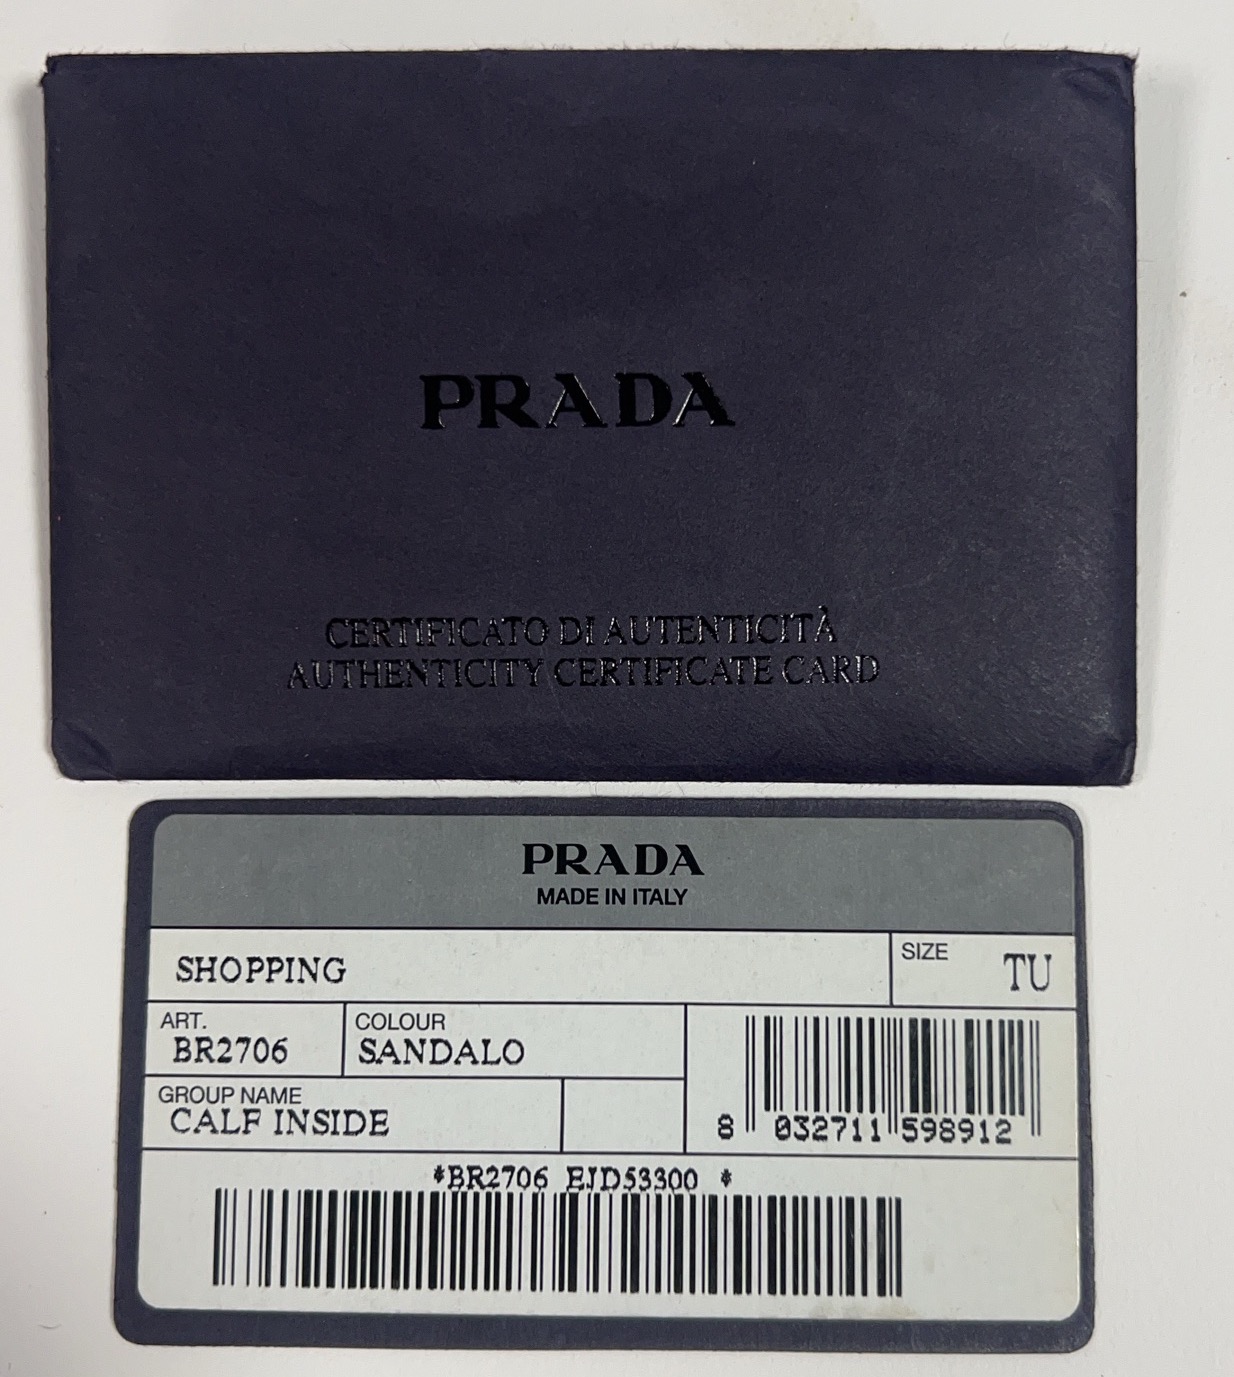 PRADA
CERTIFICATO DI AUTENTICITÀ
AUTHENTICITY CERTIFICATE CARD
PRADA
MADE IN ITALY
SHOPPING
SIZE TU
ART.
BR2706
COLOUR
SANDALO
GROUP NAME
CALF INSIDE
8 032711 598912
*BR2706 EJD53300 *